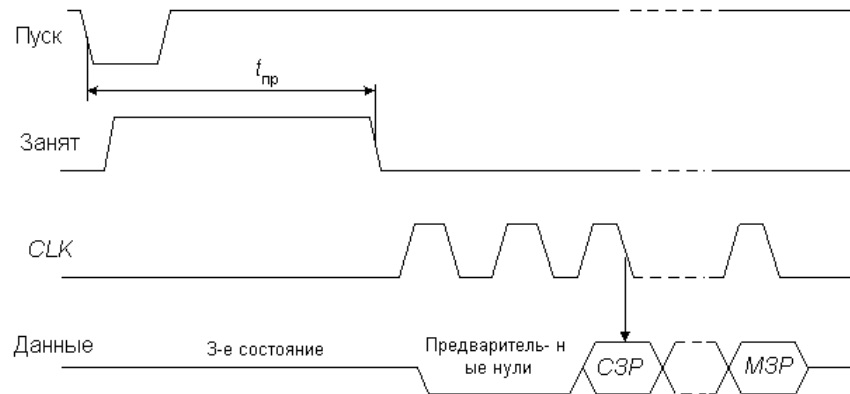 Пуск
tпр
Занят
CLK
Данные
3-е состояние
Предваритель- н
ые нули
СЗР
МЗР